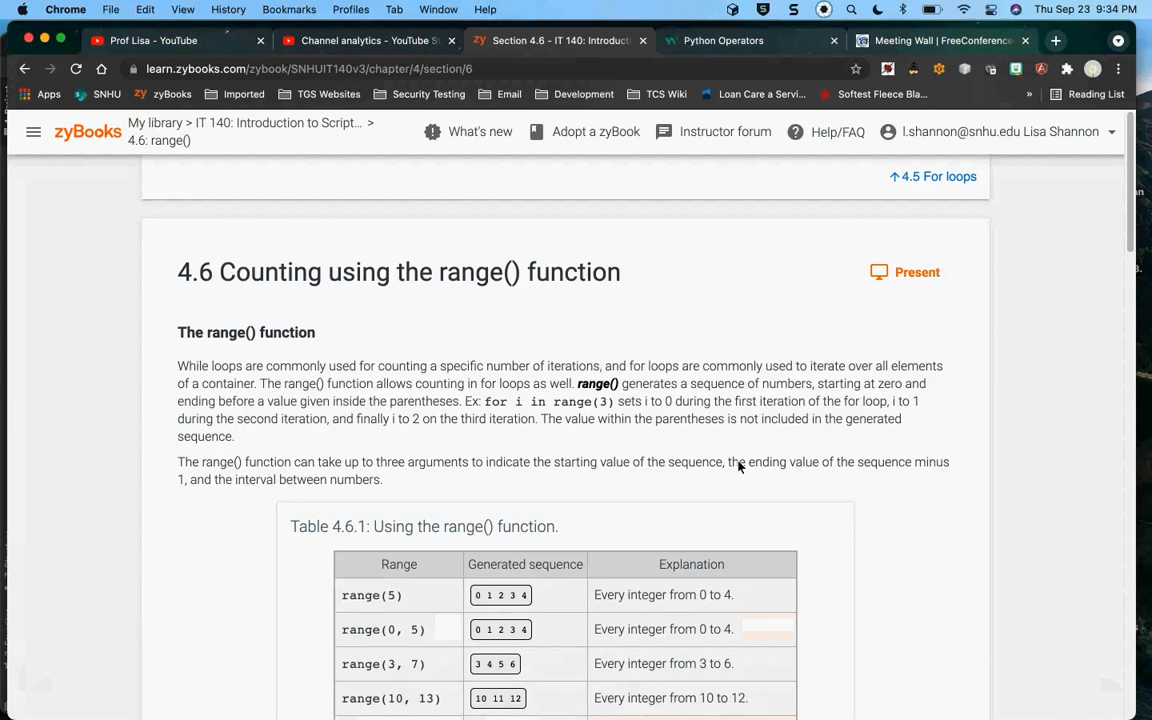 Chrome File Edit View History Bookmarks Profiles Tab Window Help Thu Sep 23 9:34 PM
Prof Lisa - YouTube Channel analytics - YouTube S Section 4.6 - IT 140: Introduct Python Operators Meeting Wall | FreeConference
learn.zybooks.com/zybook/SNHUIT140v3/chapter/4/section/6
Apps SNHU zyBooks Imported TGS Websites Security Testing Email Development TCS Wiki Loan Care a Servi... Softest Fleece Bla... » Reading List
My library > IT 140: Introduction to Script... >
zyBooks What's new Adopt a zyBook Instructor forum Help/FAQ l.shannon@snhu.edu Lisa Shannon
4.6: range()
4.5 For loops
4.6 Counting using the range() function
Present
The range() function
While loops are commonly used for counting a specific number of iterations, and for loops are commonly used to iterate over all elements
of a container. The range() function allows counting in for loops as well. range() generates a sequence of numbers, starting at zero and
ending before a value given inside the parentheses. Ex: for i in range(3) sets i to 0 during the first iteration of the for loop, i to 1
during the second iteration, and finally i to 2 on the third iteration. The value within the parentheses is not included in the generated
sequence.
The range() function can take up to three arguments to indicate the starting value of the sequence, the ending value of the sequence minus
1, and the interval between numbers.
Table 4.6.1: Using the range() function.
Range Generated sequence Explanation
range(5) 0 1 2 3 4 Every integer from 0 to 4.
range(0, 5) 0 1 2 3 4 Every integer from 0 to 4.
range(3, 7) 3 4 5 6 Every integer from 3 to 6.
range(10, 13) 10 11 12 Every integer from 10 to 12.